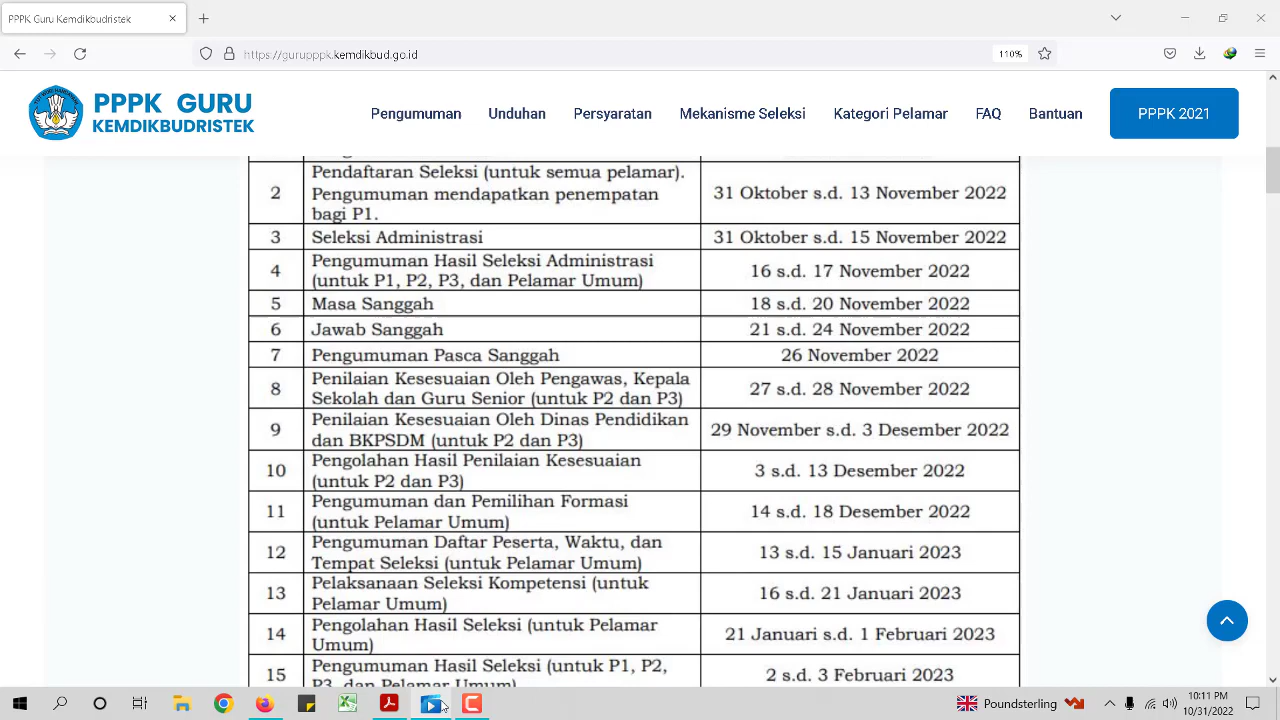 PPPK Guru Kemdikbudristek
https://gurupppk.kemdikbud.go.id
110%
PPPK GURU
KEMDIKBUDRISTEK
Pengumuman
Unduhan
Persyaratan
Mekanisme Seleksi
Kategori Pelamar
FAQ
Bantuan
PPPK 2021
2
Pendaftaran Seleksi (untuk semua pelamar).
Pengumuman mendapatkan penempatan
bagi P1.
31 Oktober s.d. 13 November 2022
3
Seleksi Administrasi
31 Oktober s.d. 15 November 2022
4
Pengumuman Hasil Seleksi Administrasi
(untuk P1, P2, P3, dan Pelamar Umum)
16 s.d. 17 November 2022
5
Masa Sanggah
18 s.d. 20 November 2022
6
Jawab Sanggah
21 s.d. 24 November 2022
7
Pengumuman Pasca Sanggah
26 November 2022
8
Penilaian Kesesuaian Oleh Pengawas, Kepala
Sekolah dan Guru Senior (untuk P2 dan P3)
27 s.d. 28 November 2022
9
Penilaian Kesesuaian Oleh Dinas Pendidikan
dan BKPSDM (untuk P2 dan P3)
29 November s.d. 3 Desember 2022
10
Pengolahan Hasil Penilaian Kesesuaian
(untuk P2 dan P3)
3 s.d. 13 Desember 2022
11
Pengumuman dan Pemilihan Formasi
(untuk Pelamar Umum)
14 s.d. 18 Desember 2022
12
Pengumuman Daftar Peserta, Waktu, dan
Tempat Seleksi (untuk Pelamar Umum)
13 s.d. 15 Januari 2023
13
Pelaksanaan Seleksi Kompetensi (untuk
Pelamar Umum)
16 s.d. 21 Januari 2023
14
Pengolahan Hasil Seleksi (untuk Pelamar
Umum)
21 Januari s.d. 1 Februari 2023
15
Pengumuman Hasil Seleksi (untuk P1, P2,
P3, dan Pelamar Umum)
2 s.d. 3 Februari 2023
Poundsterling
10:11 PM
10/31/2022